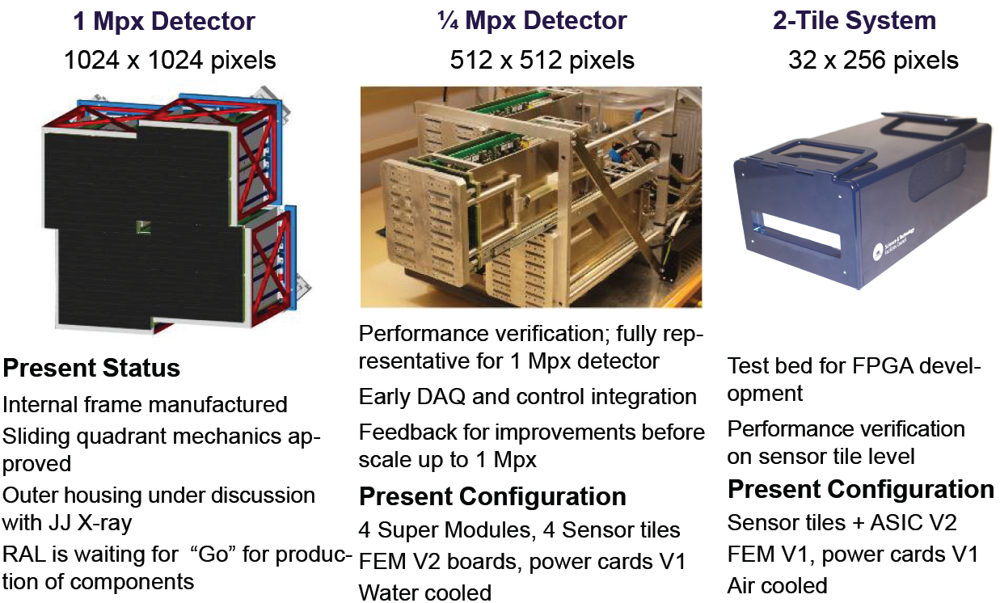 1 Mpx Detector
1024 x 1024 pixels
Present Status
Internal frame manufactured
Sliding quadrant mechanics ap-
proved
Outer housing under discussion
with JJ X-ray
RAL is waiting for “Go” for produc-
tion of components
¼ Mpx Detector
512 x 512 pixels
Performance verification; fully rep-
resentative for 1 Mpx detector
Early DAQ and control integration
Feedback for improvements before
scale up to 1 Mpx
Present Configuration
4 Super Modules, 4 Sensor tiles
FEM V2 boards, power cards V1
Water cooled
2-Tile System
32 x 256 pixels
Science & Technology
Facilities Council
Test bed for FPGA devel-
opment
Performance verification
on sensor tile level
Present Configuration
Sensor tiles + ASIC V2
FEM V1, power cards V1
Air cooled